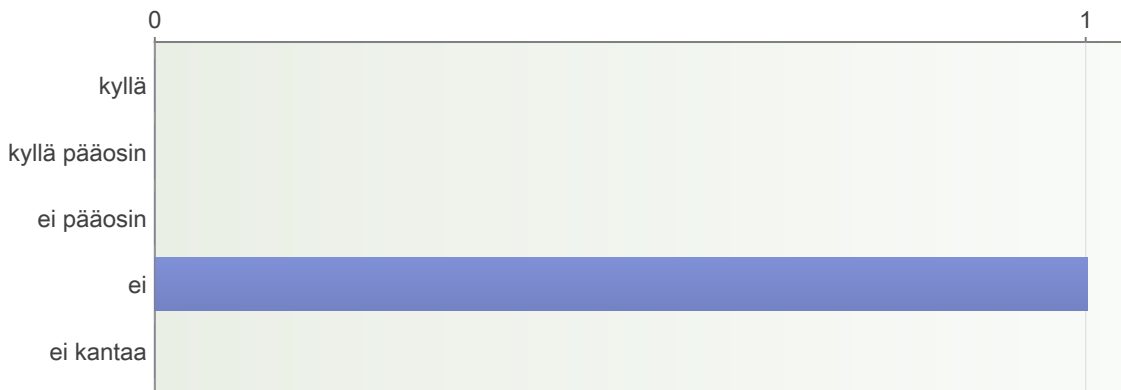 0 1
kyllä
kyllä pääosin
ei pääosin
ei
ei kantaa